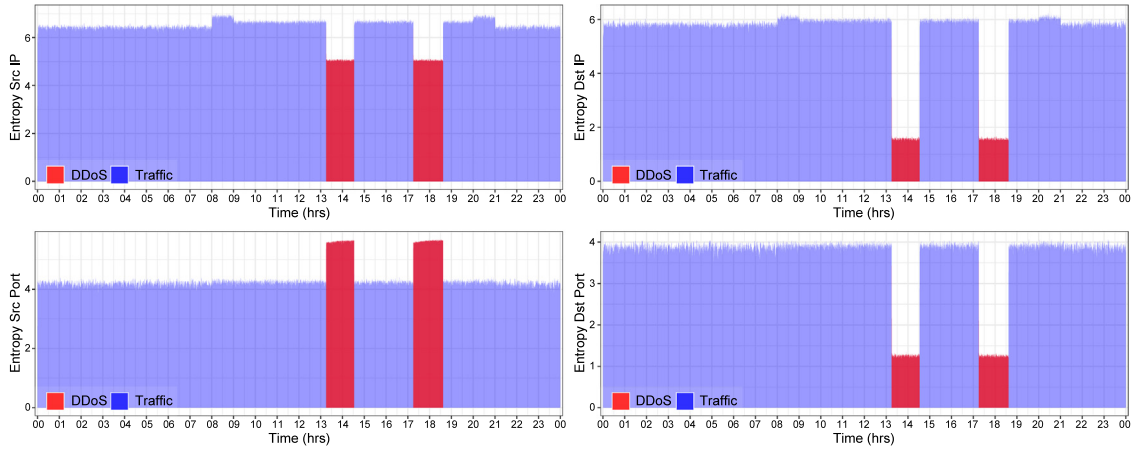 Entropy Src IP
6
4
2
0
DDoS Traffic
00 01 02 03 04 05 06 07 08 09 10 11 12 13 14 15 16 17 18 19 20 21 22 23 00
Time (hrs)
Entropy Dst IP
6
4
2
0
DDoS Traffic
00 01 02 03 04 05 06 07 08 09 10 11 12 13 14 15 16 17 18 19 20 21 22 23 00
Time (hrs)
Entropy Src Port
4
2
0
DDoS Traffic
00 01 02 03 04 05 06 07 08 09 10 11 12 13 14 15 16 17 18 19 20 21 22 23 00
Time (hrs)
Entropy Dst Port
4
3
2
1
0
DDoS Traffic
00 01 02 03 04 05 06 07 08 09 10 11 12 13 14 15 16 17 18 19 20 21 22 23 00
Time (hrs)